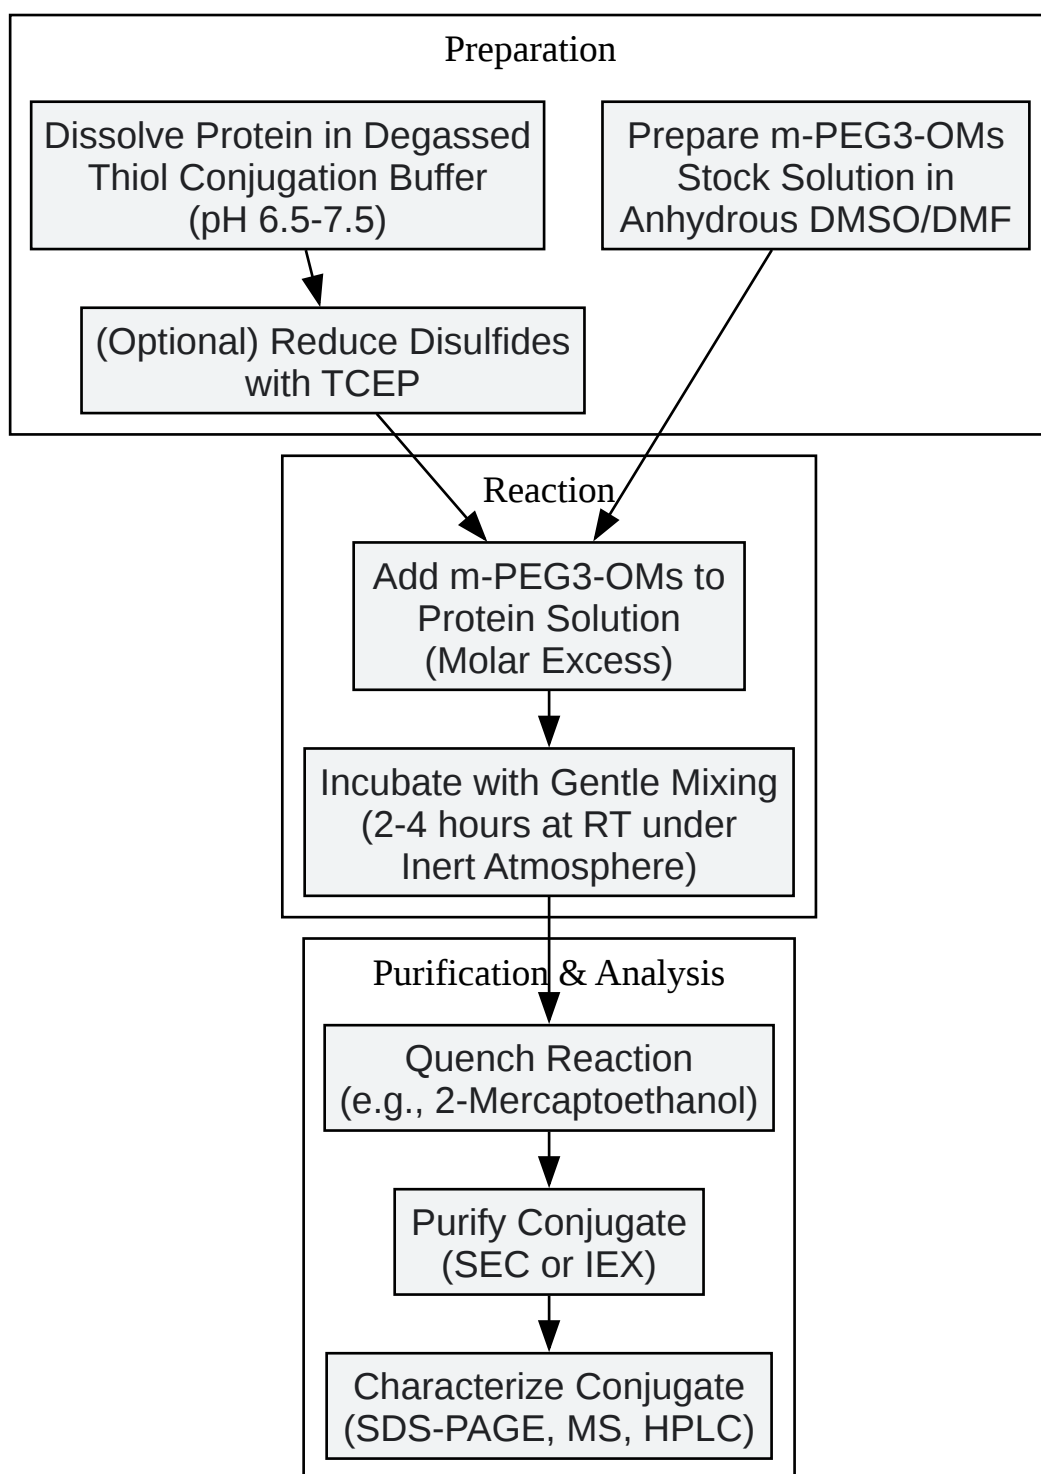 Preparation
Dissolve Protein in Degassed
Thiol Conjugation Buffer
(pH 6.5-7.5)
Prepare m-PEG3-OMs
Stock Solution in
Anhydrous DMSO/DMF
(Optional) Reduce Disulfides
with TCEP
Reaction
Add m-PEG3-OMs to
Protein Solution
(Molar Excess)
Incubate with Gentle Mixing
(2-4 hours at RT under
Inert Atmosphere)
Purification & Analysis
Quench Reaction
(e.g., 2-Mercaptoethanol)
Purify Conjugate
(SEC or IEX)
Characterize Conjugate
(SDS-PAGE, MS, HPLC)